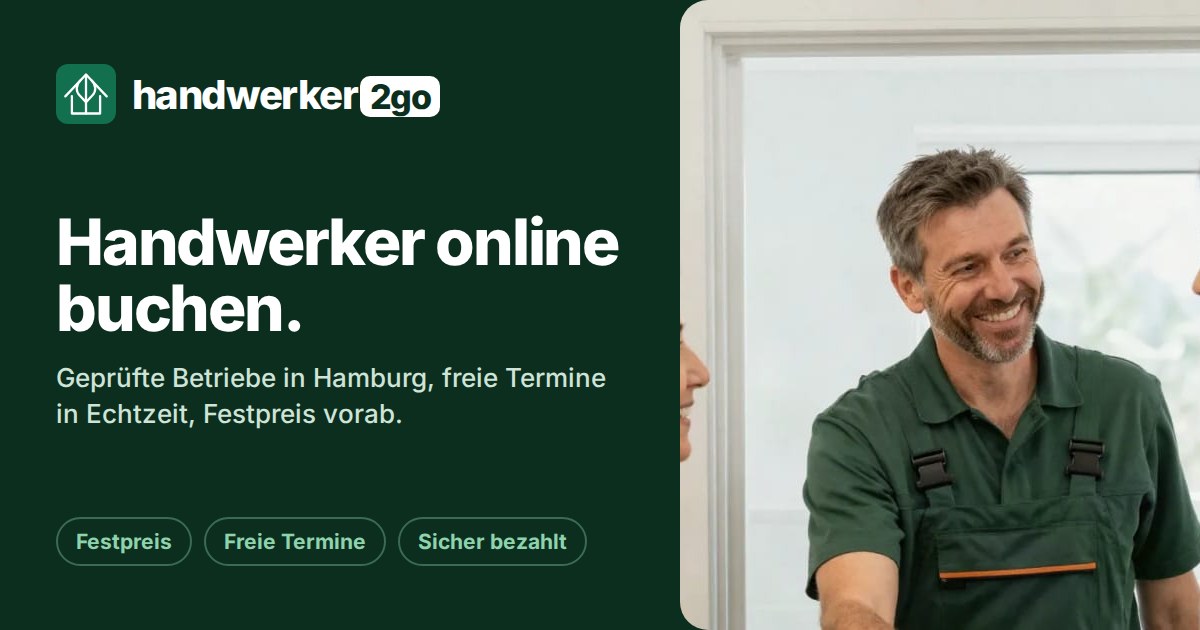 handwerker2go
Handwerker online
buchen.
Geprüfte Betriebe in Hamburg, freie Termine
in Echtzeit, Festpreis vorab.
Festpreis
Freie Termine
Sicher bezahlt